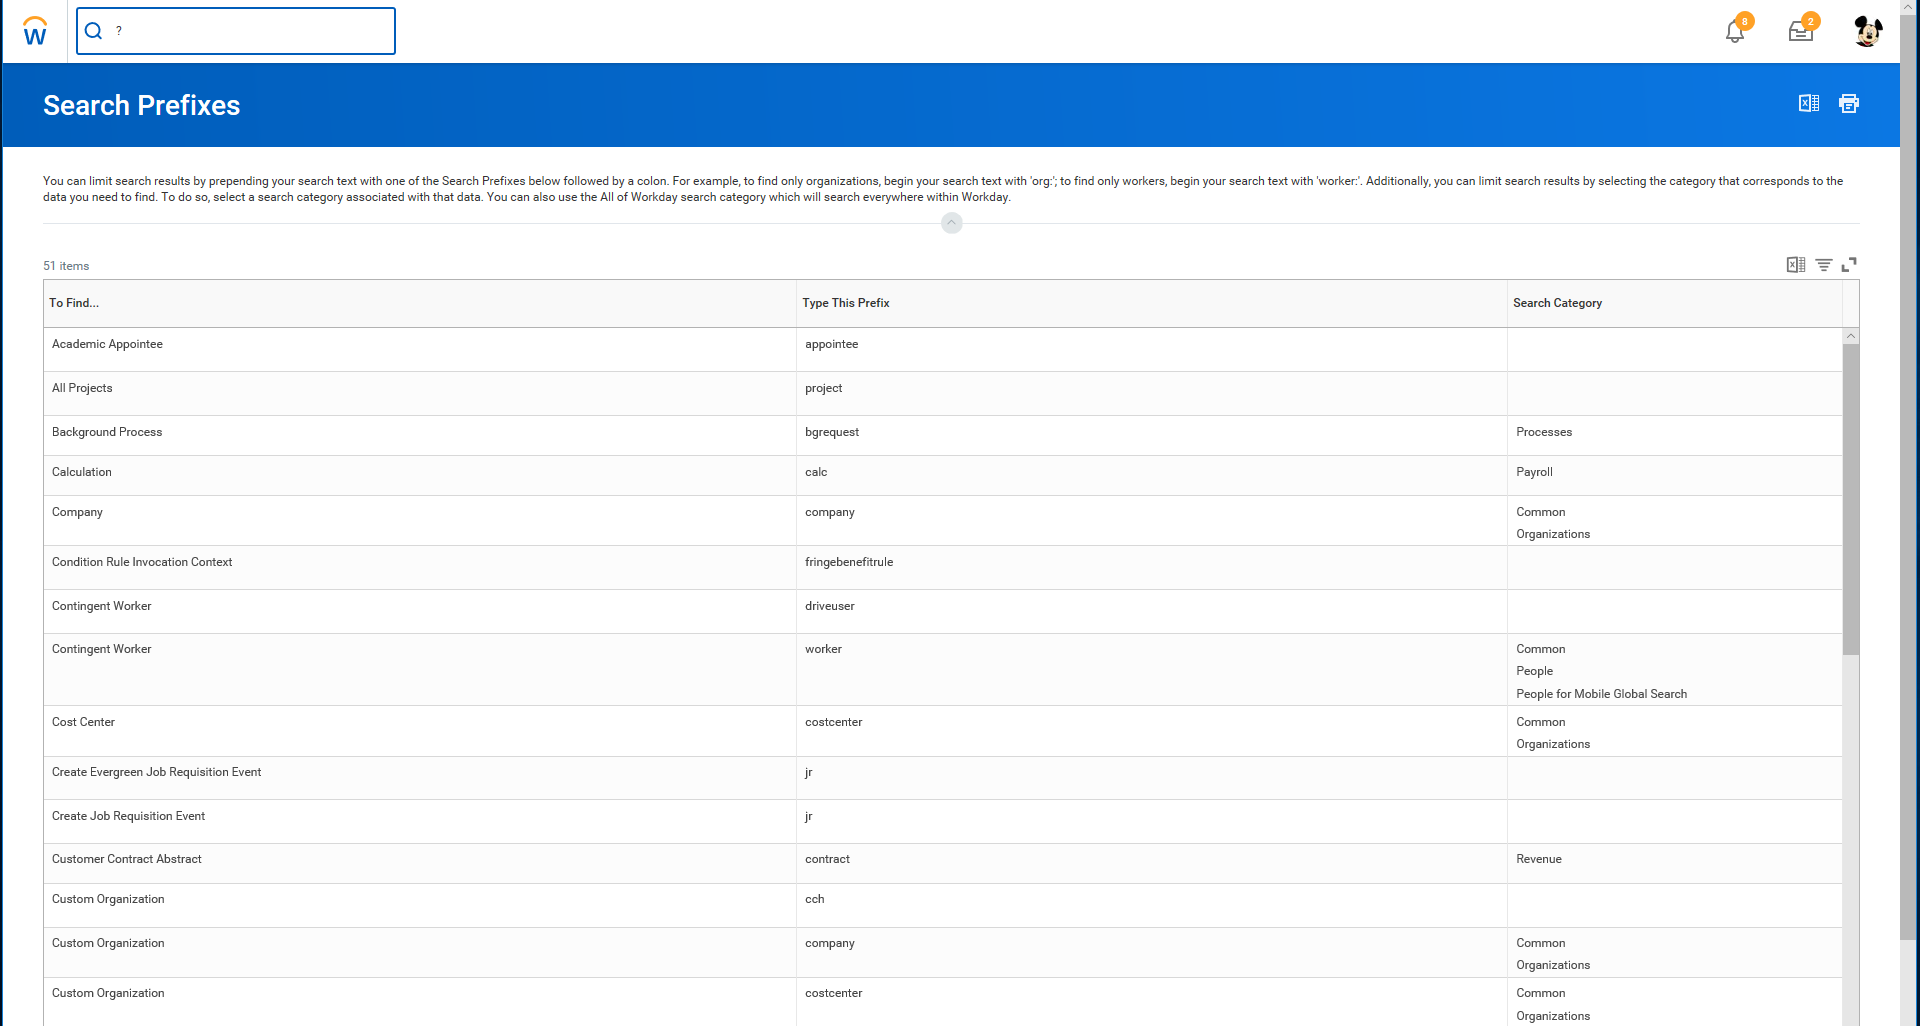 W
?
8
2
Search Prefixes
You can limit search results by prepending your search text with one of the Search Prefixes below followed by a colon. For example, to find only organizations, begin your search text with 'org:'; to find only workers, begin your search text with 'worker:'. Additionally, you can limit search results by selecting the category that corresponds to the
data you need to find. To do so, select a search category associated with that data. You can also use the All of Workday search category which will search everywhere within Workday.
51 items
To Find... Type This Prefix Search Category
Academic Appointee appointee
All Projects project
Background Process bgrequest Processes
Calculation calc Payroll
Company company Common
Organizations
Condition Rule Invocation Context fringebenefitrule
Contingent Worker driveuser
Contingent Worker worker Common
People
People for Mobile Global Search
Cost Center costcenter Common
Organizations
Create Evergreen Job Requisition Event jr
Create Job Requisition Event jr
Customer Contract Abstract contract Revenue
Custom Organization cch
Custom Organization company Common
Organizations
Custom Organization costcenter Common
Organizations